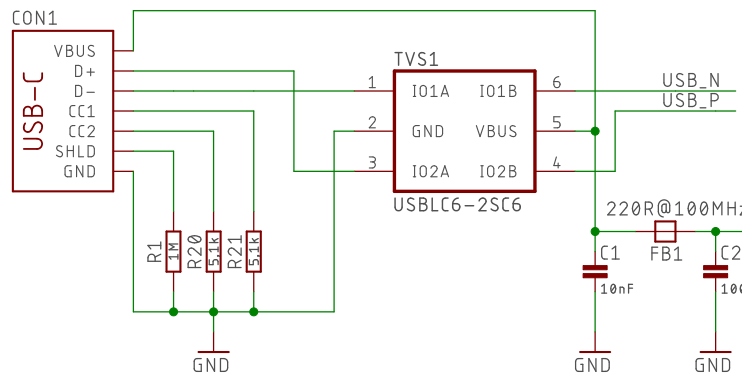 CON1
USB-C
VBUS
D+
D-
CC1
CC2
SHLD
GND
TVS1
1 IO1A IO1B 6
2 GND VBUS 5
3 IO2A IO2B 4
USBLC6-2SC6
USB_N
USB_P
R1
1M
R20
5,1k
R21
5,1k
220R@100MHz
FB1
C1
10nF
C2
GND
GND
GND